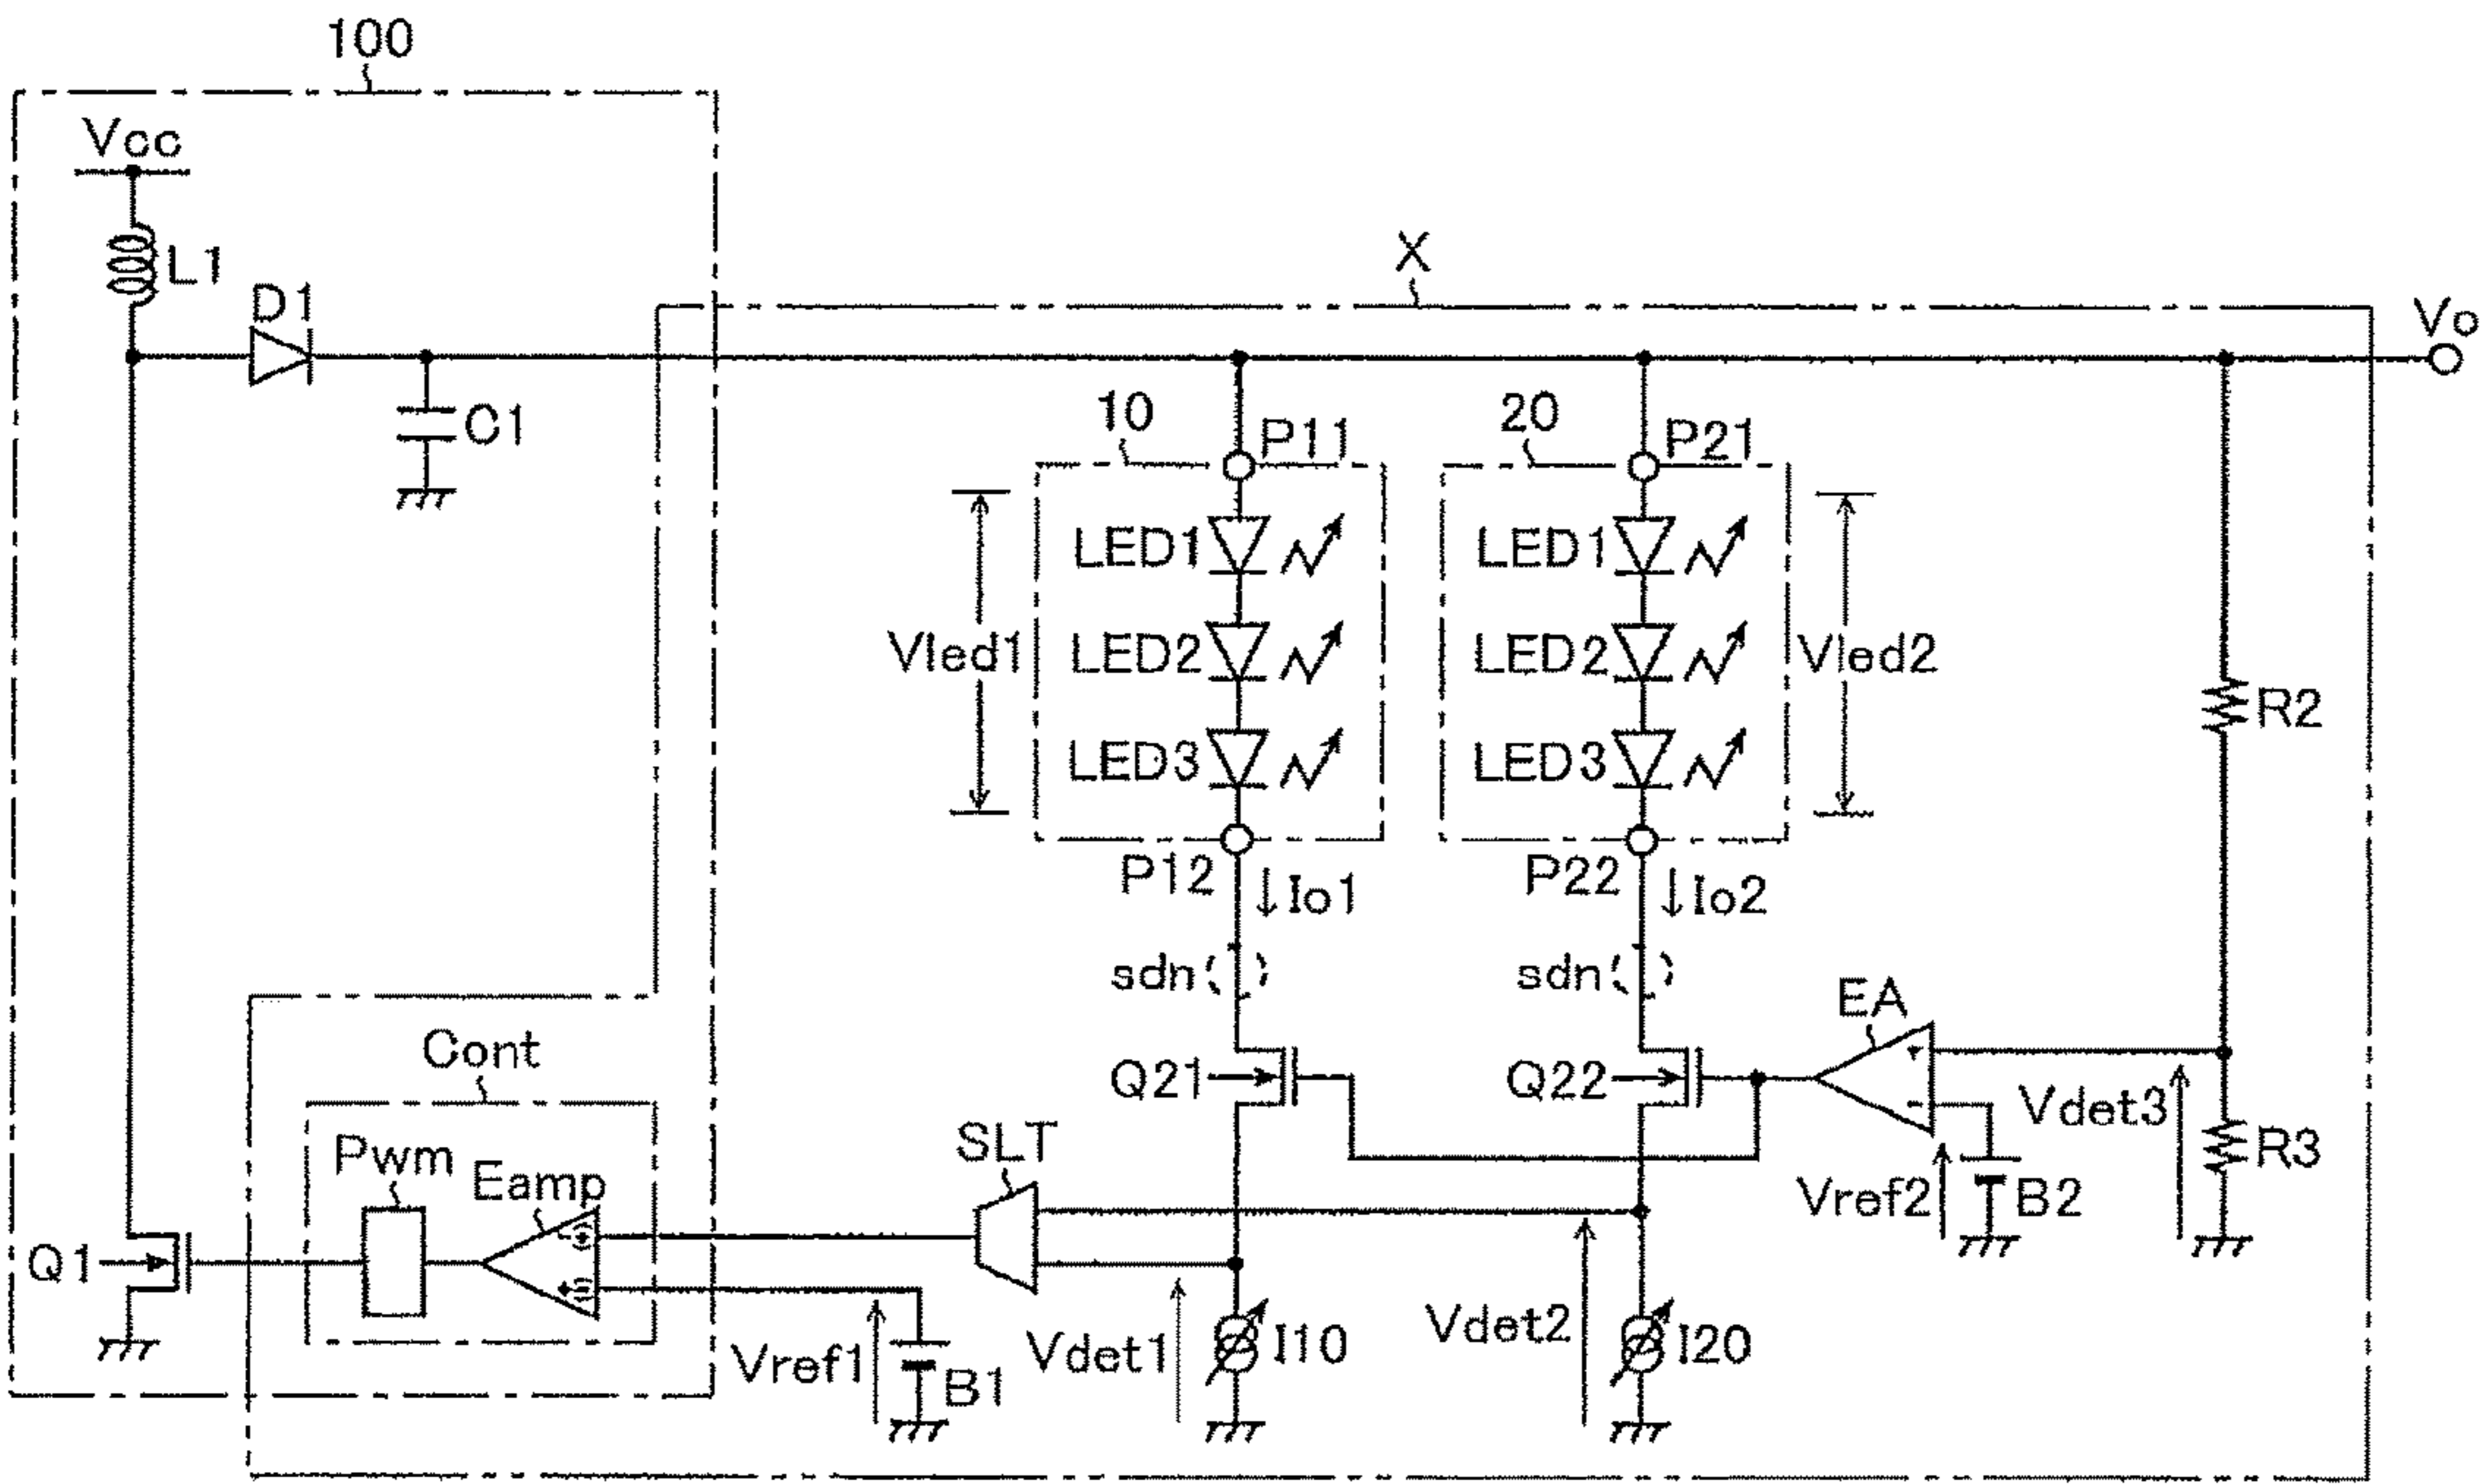 100
Vcc
L1
D1
C1
X
Vo
10
P11
20
P21
LED1
LED1
Vled1
LED2
LED2
Vled2
R2
LED3
LED3
P12
Io1
P22
Io2
sdn
sdn
EA
Cont
Q21
Q22
Vdet3
Pwm
Eamp
SLT
R3
Vref2
B2
Q1
Vref1
B1
Vdet1
I10
Vdet2
I20